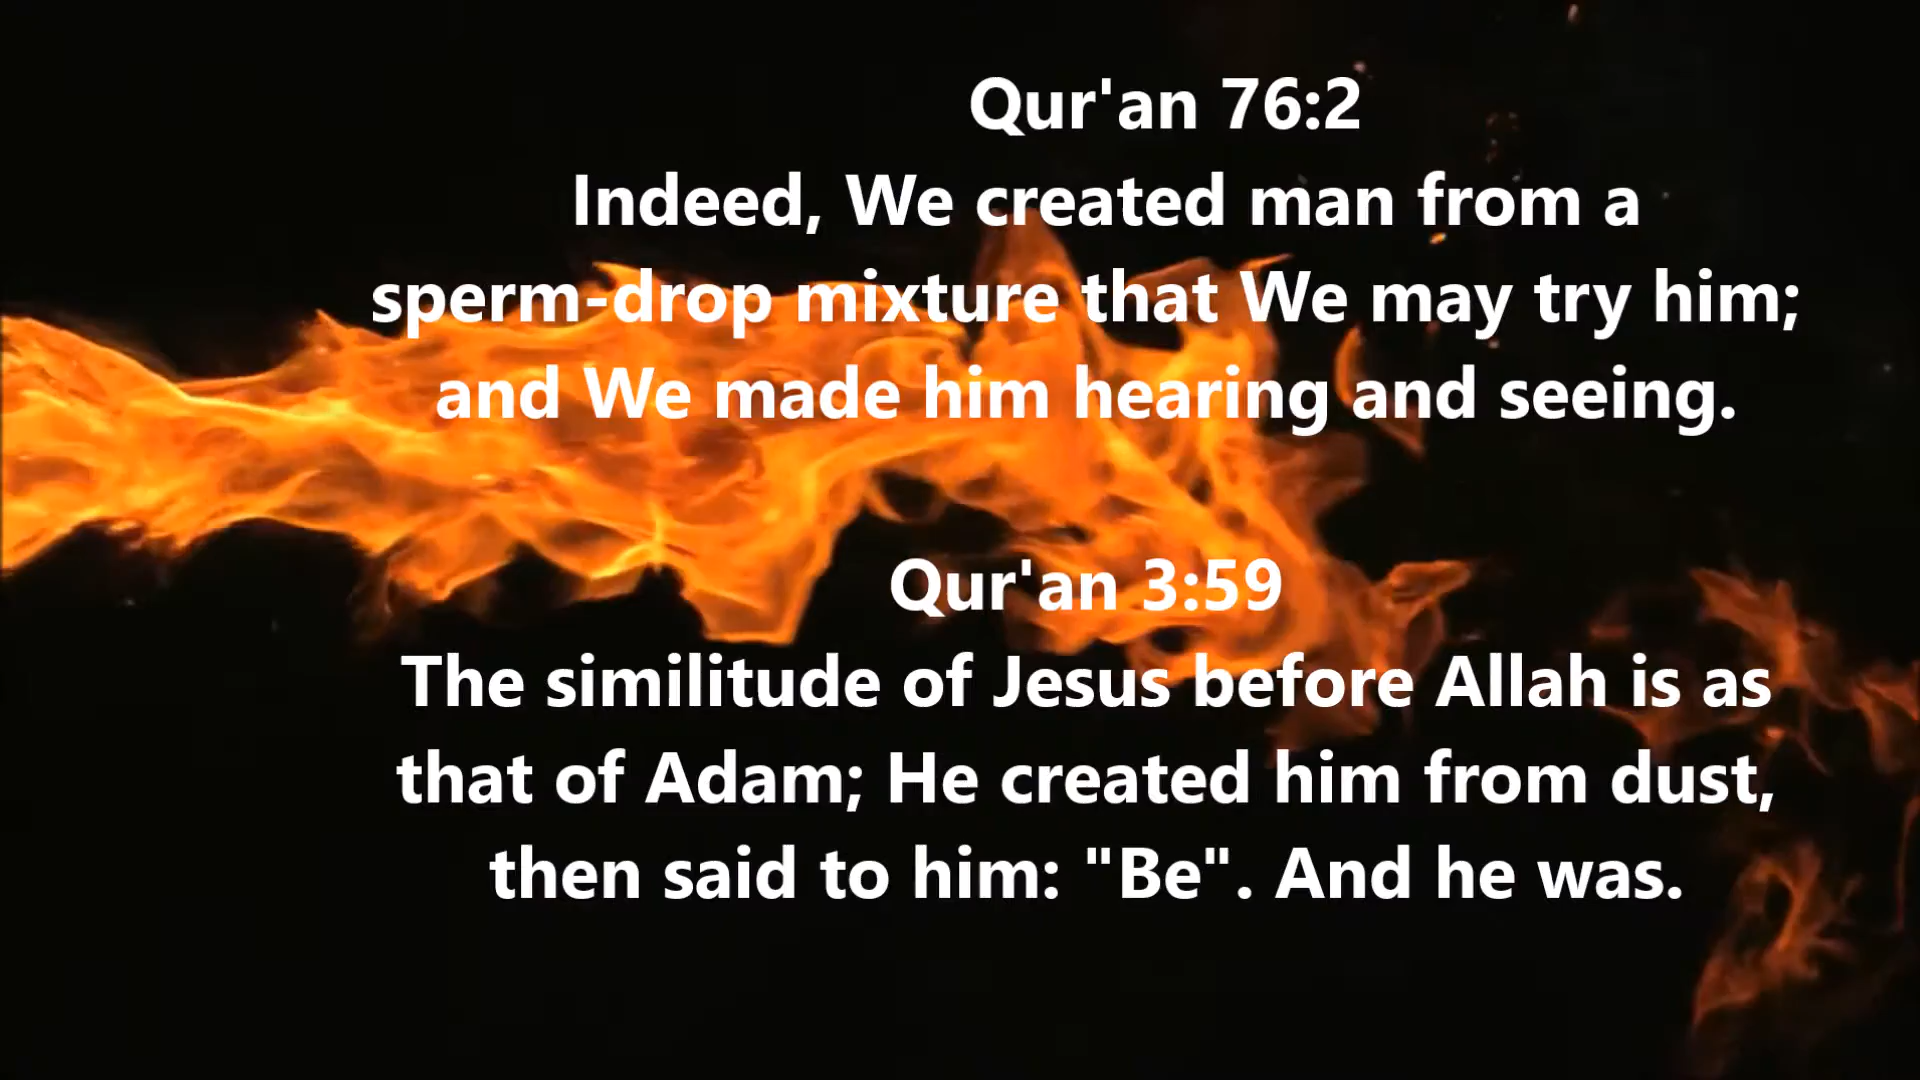 Qur'an 76:2
Indeed, We created man from a
sperm-drop mixture that We may try him;
and We made him hearing and seeing.
Qur'an 3:59
The similitude of Jesus before Allah is as
that of Adam; He created him from dust,
then said to him: "Be". And he was.